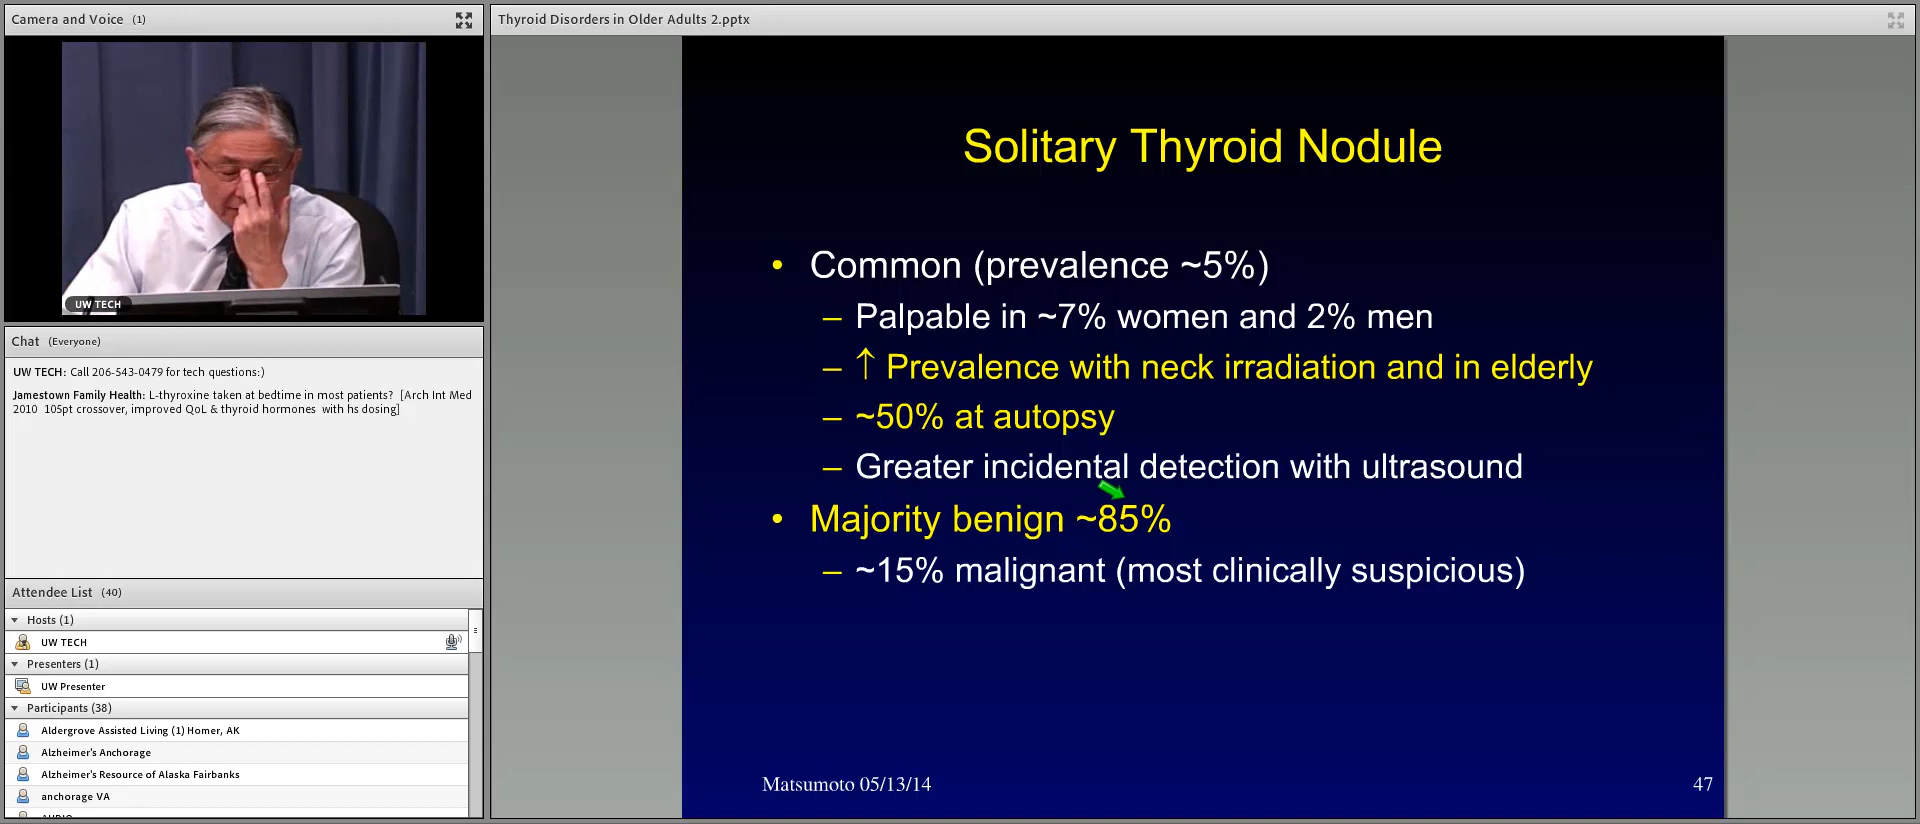 Camera and Voice (1)
UW TECH
Chat (Everyone)
UW TECH: Call 206-543-0479 for tech questions:)
Jamestown Family Health: L-thyroxine taken at bedtime in most patients? [Arch Int Med
2010 105pt crossover, improved QoL & thyroid hormones with hs dosing]
Attendee List (40)
Hosts (1)
UW TECH
Presenters (1)
UW Presenter
Participants (38)
Aldergrove Assisted Living (1) Homer, AK
Alzheimer's Anchorage
Alzheimer's Resource of Alaska Fairbanks
anchorage VA
Thyroid Disorders in Older Adults 2.pptx
Solitary Thyroid Nodule
• Common (prevalence ~5%)
– Palpable in ~7% women and 2% men
– ↑ Prevalence with neck irradiation and in elderly
– ~50% at autopsy
– Greater incidental detection with ultrasound
• Majority benign ~85%
– ~15% malignant (most clinically suspicious)
Matsumoto 05/13/14
47